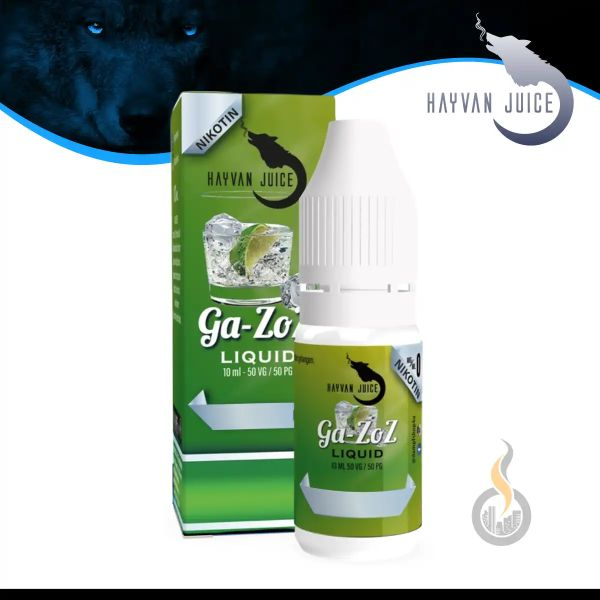 HAYVAN JUICE
NIKOTIN
HAYVAN JUICE
Ga-ZoZ
LIQUID
10 ml - 50 VG / 50 PG
HAYVAN JUICE
NIKOTIN
0
Ga-ZoZ
LIQUID
10 ML 50 VG / 50 PG